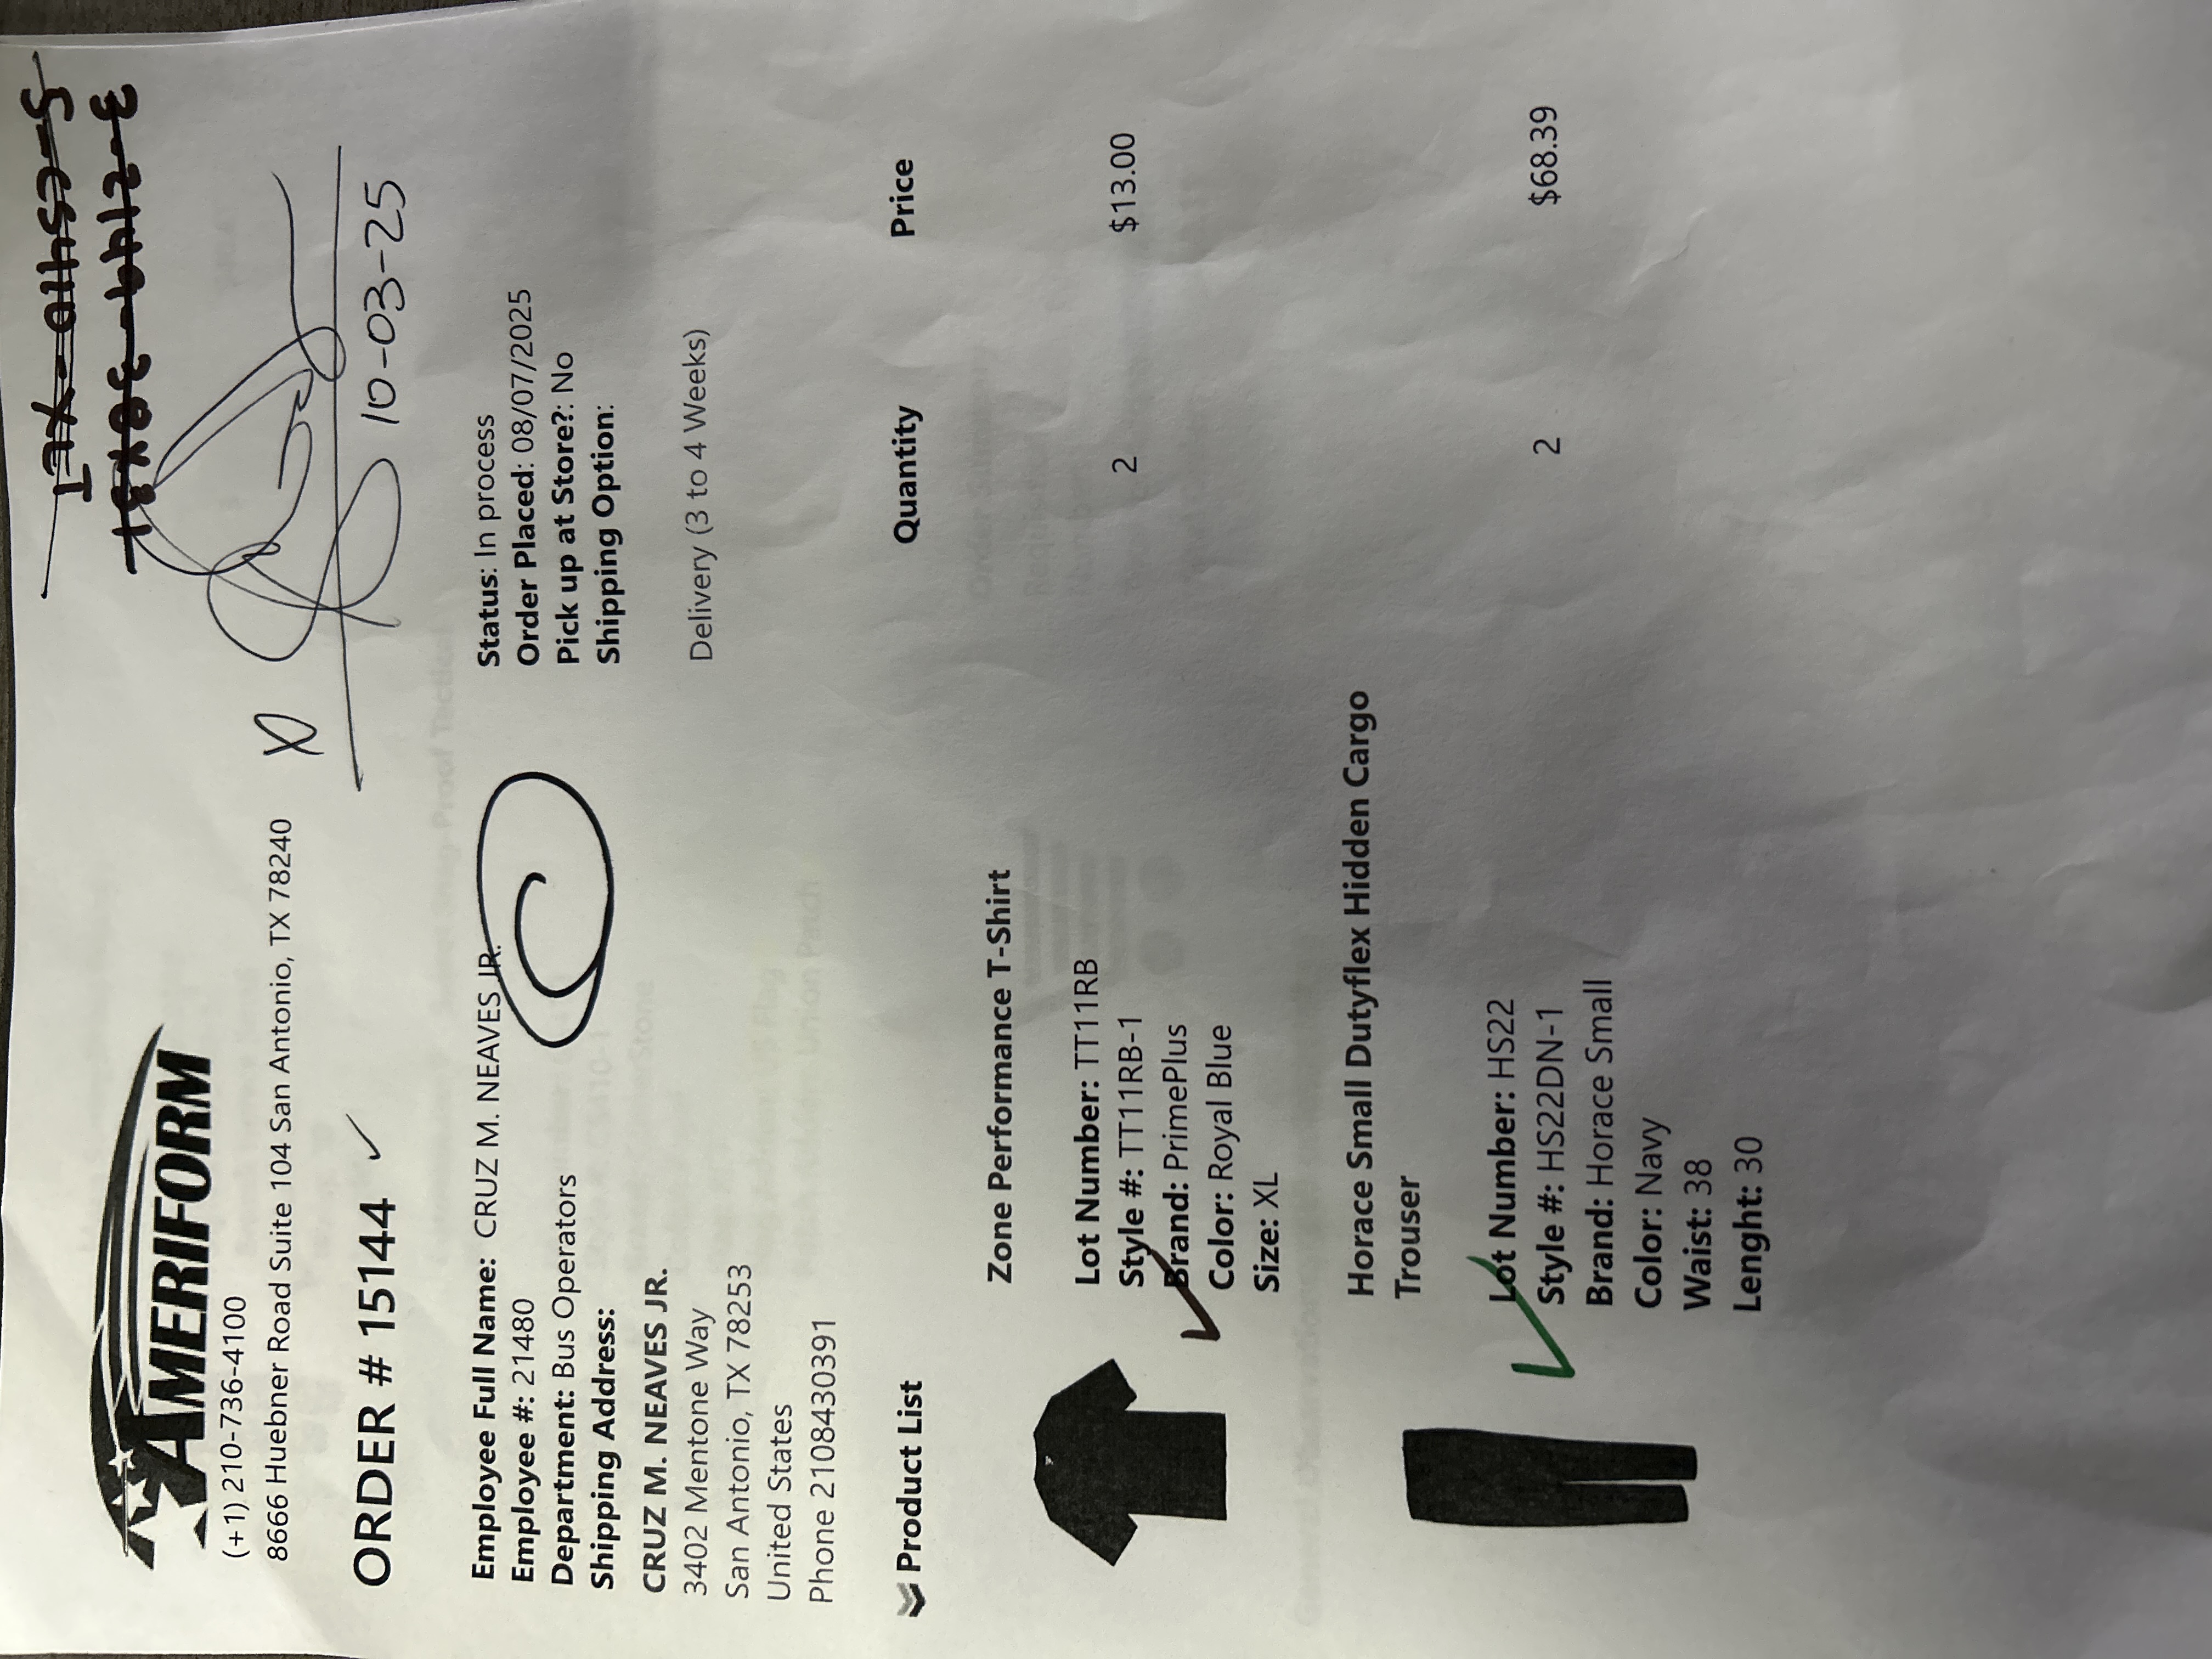 AMERIFORM
(+1) 210-736-4100
8666 Huebner Road Suite 104 San Antonio, TX 78240
X
10-03-25
ORDER # 15144 ✓
Employee Full Name: CRUZ M. NEAVES JR.
Employee #: 21480
Department: Bus Operators
Shipping Address:
CRUZ M. NEAVES JR.
3402 Mentone Way
San Antonio, TX 78253
United States
Phone 2108430391
C
Status: In process
Order Placed: 08/07/2025
Pick up at Store?: No
Shipping Option:
Delivery (3 to 4 Weeks)
Product List Quantity Price
Zone Performance T-Shirt
Lot Number: TT11RB
Style #: TT11RB-1 2 $13.00
Brand: PrimePlus
Color: Royal Blue
Size: XL
Horace Small Dutyflex Hidden Cargo
Trouser
Lot Number: HS22
Style #: HS22DN-1 2 $68.39
Brand: Horace Small
Color: Navy
Waist: 38
Lenght: 30